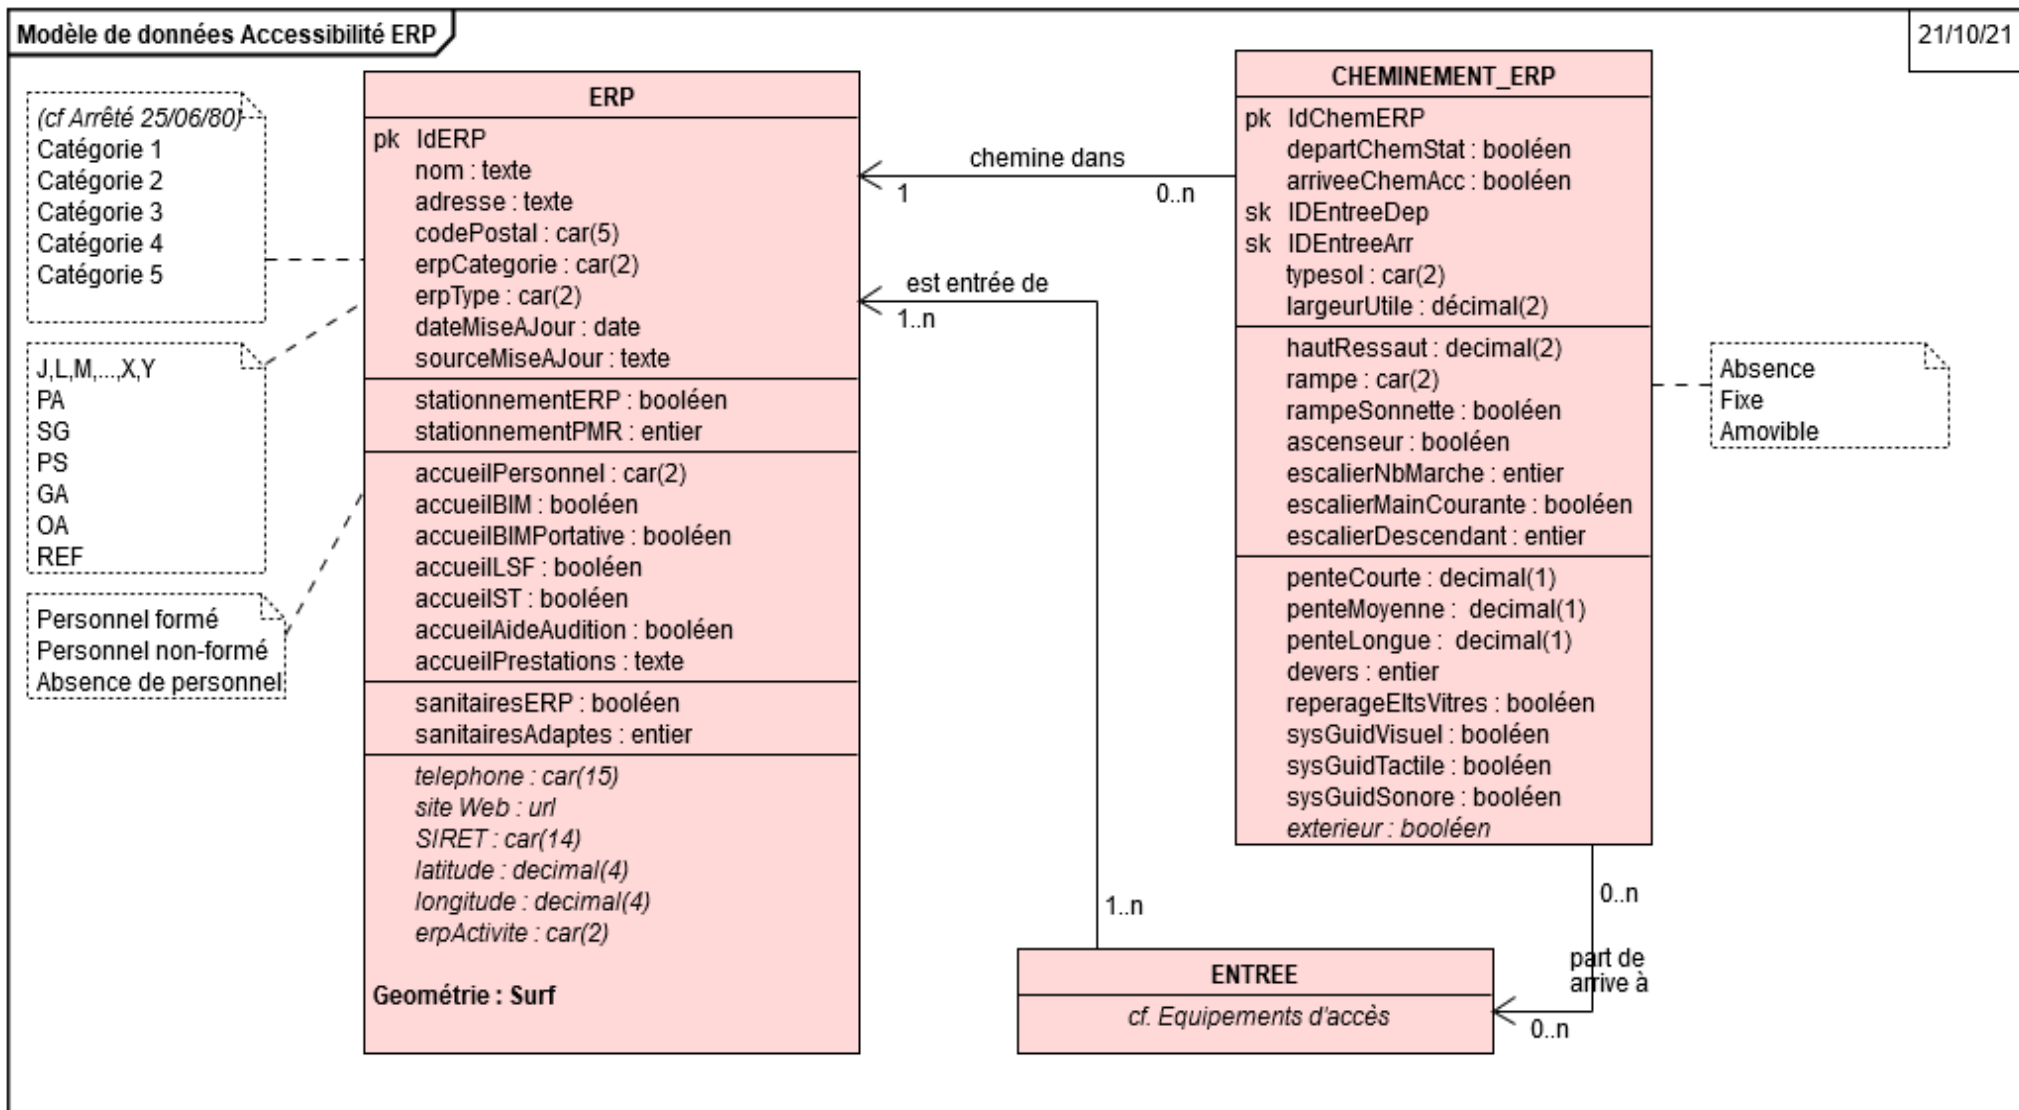 Modèle de données Accessibilité ERP
21/10/21
(cf Arrêté 25/06/80)
Catégorie 1
Catégorie 2
Catégorie 3
Catégorie 4
Catégorie 5
J,L,M,...,X,Y
PA
SG
PS
GA
OA
REF
Personnel formé
Personnel non-formé
Absence de personnel
ERP
pk IdERP
nom : texte
adresse : texte
codePostal : car(5)
erpCategorie : car(2)
erpType : car(2)
dateMiseAJour : date
sourceMiseAJour : texte
stationnementERP : booléen
stationnementPMR : entier
accueilPersonnel : car(2)
accueilBIM : booléen
accueilBIMPortative : booléen
accueilLSF : booléen
accueilST : booléen
accueilAideAudition : booléen
accueilPrestations : texte
sanitairesERP : booléen
sanitairesAdaptes : entier
telephone : car(15)
site Web : url
SIRET : car(14)
latitude : decimal(4)
longitude : decimal(4)
erpActivite : car(2)
Geométrie : Surf
chemine dans
1
0..n
est entrée de
1..n
1..n
CHEMINEMENT_ERP
pk IdChemERP
departChemStat : booléen
arriveeChemAcc : booléen
sk IDEntreeDep
sk IDEntreeArr
typesol : car(2)
largeurUtile : décimal(2)
hautRessaut : decimal(2)
rampe : car(2)
rampeSonnette : booléen
ascenseur : booléen
escalierNbMarche : entier
escalierMainCourante : booléen
escalierDescendant : entier
penteCourte : decimal(1)
penteMoyenne : decimal(1)
penteLongue : decimal(1)
devers : entier
reperageEltsVitres : booléen
sysGuidVisuel : booléen
sysGuidTactile : booléen
sysGuidSonore : booléen
exterieur : booléen
Absence
Fixe
Amovible
0..n
part de
arrive à
0..n
ENTREE
cf. Equipements d'accès